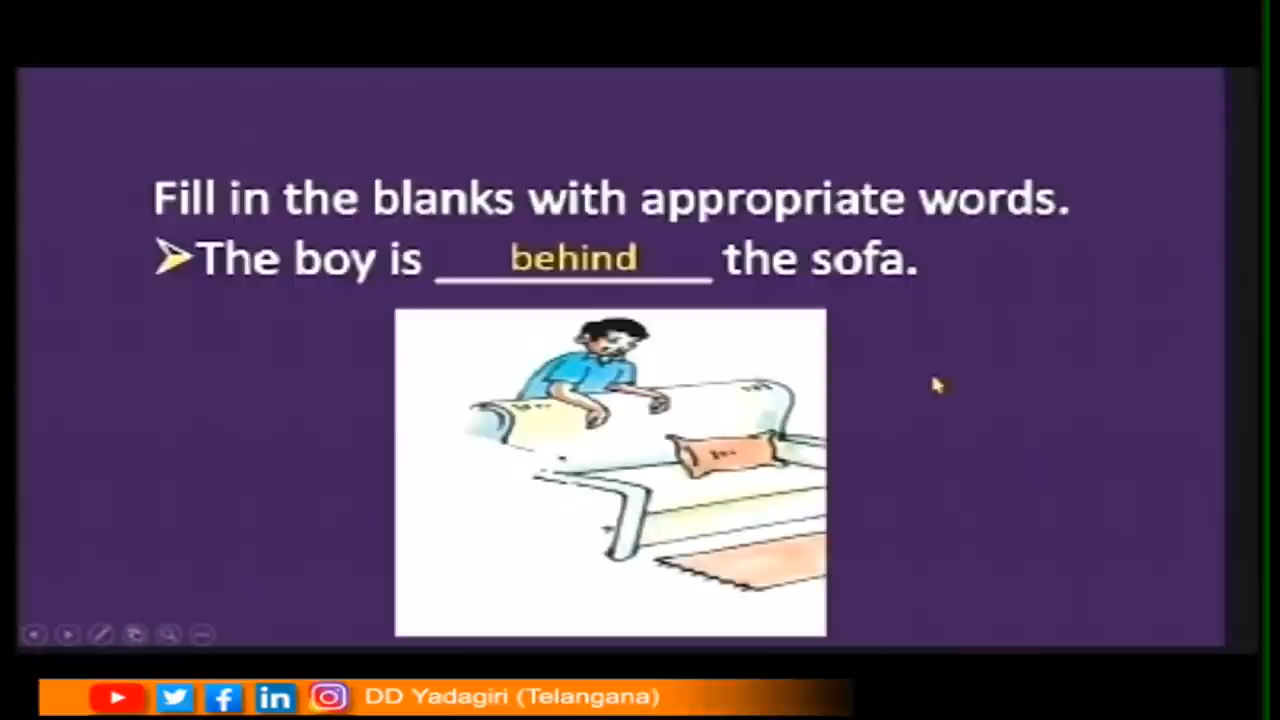 Fill in the blanks with appropriate words.
➢The boy is behind the sofa.
DD Yadagiri (Telangana)